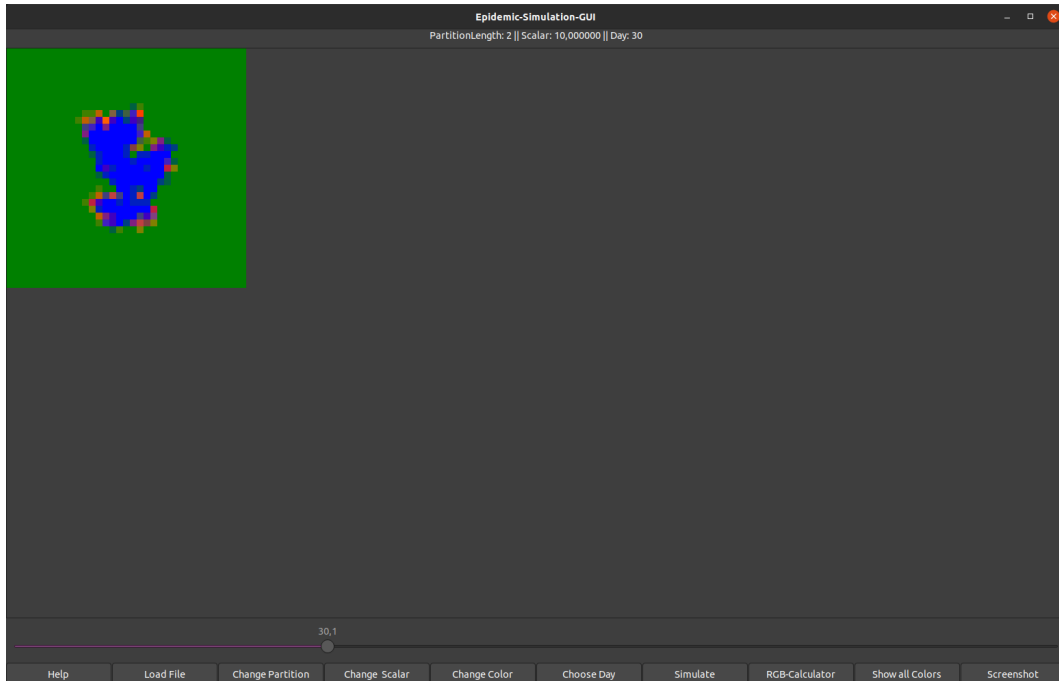 Epidemic-Simulation-GUI
PartitionLength: 2 || Scalar: 10,000000 || Day: 30
30,1
Help Load File Change Partition Change Scalar Change Color Choose Day Simulate RGB-Calculator Show all Colors Screenshot